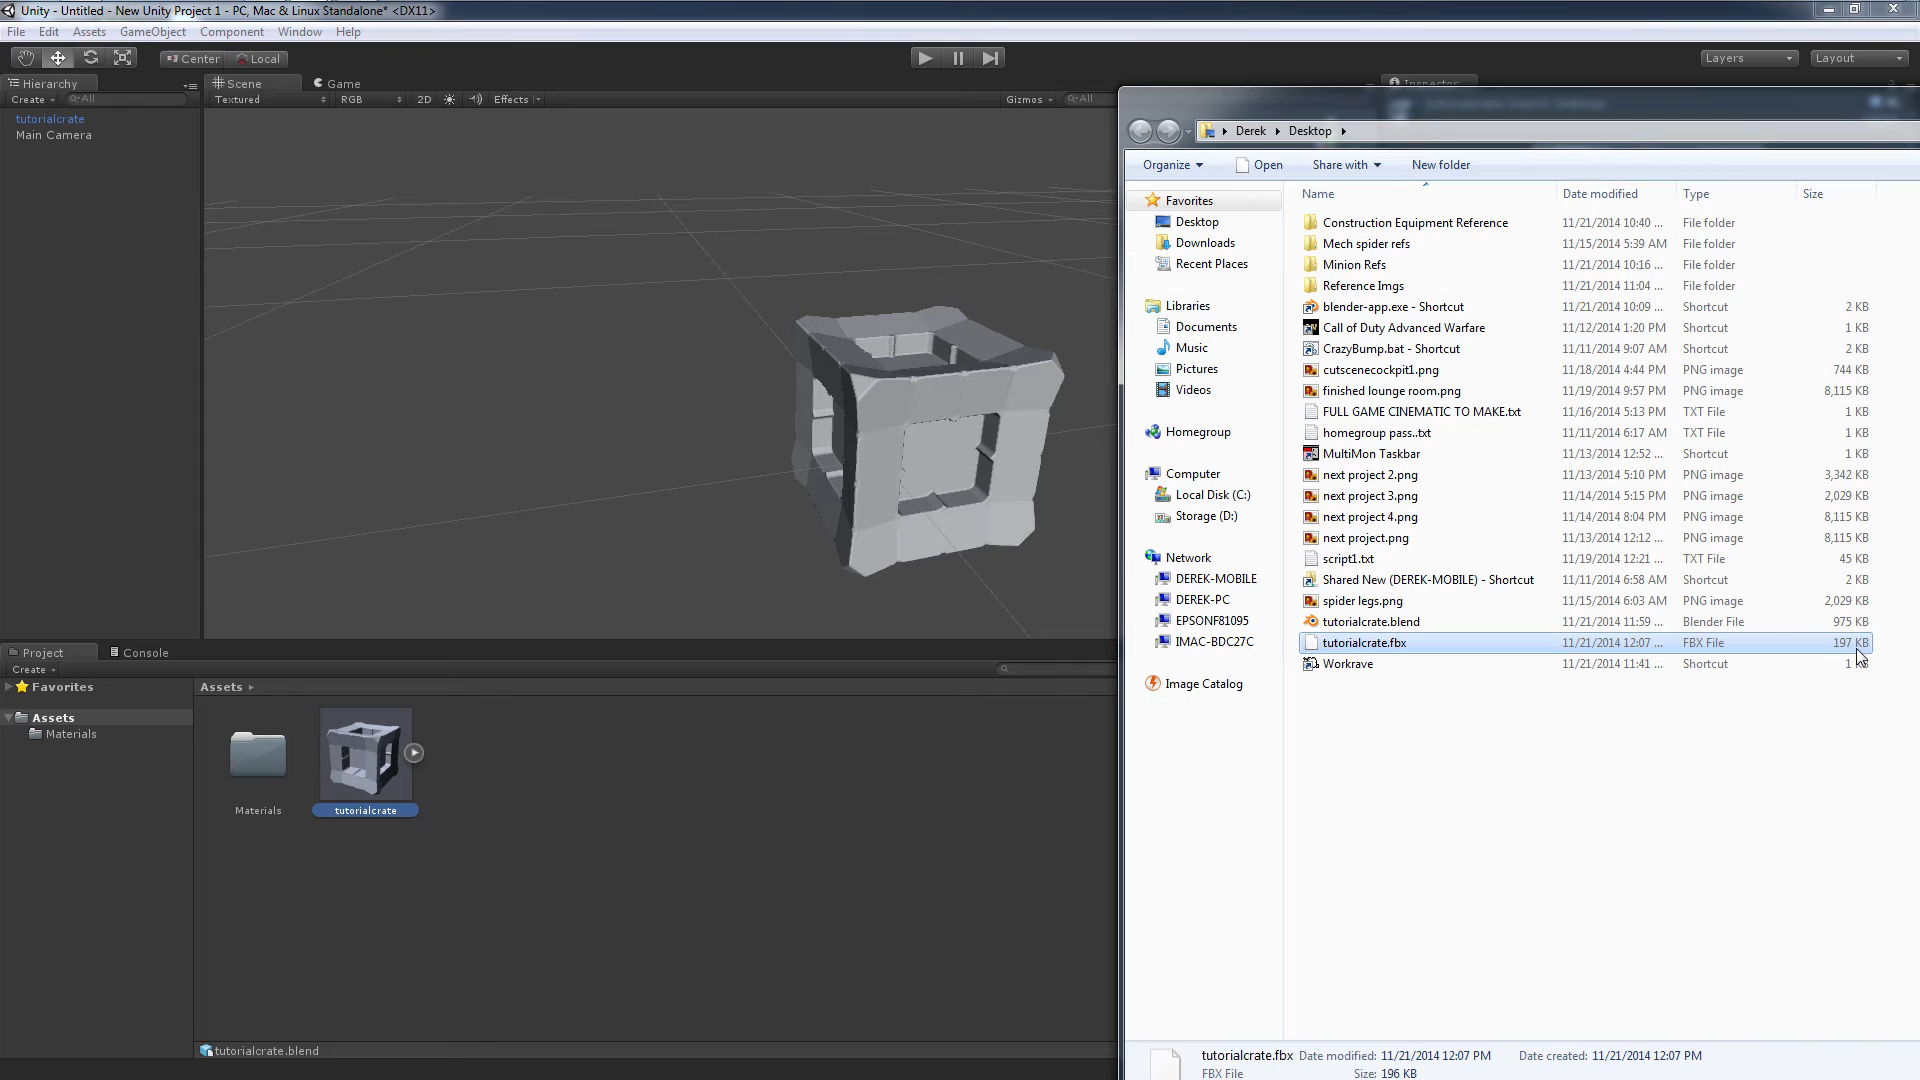 Unity - Untitled - New Unity Project 1 - PC, Mac & Linux Standalone* <DX11>
File Edit Assets GameObject Component Window Help
Center Local
Layers Layout
Hierarchy
Scene Game
Inspector
Create All
Textured RGB 2D Effects Gizmos All
tutorialcrate
Main Camera
Derek Desktop
Organize Open Share with New folder
Name Date modified Type Size
Favorites
Desktop
Downloads
Recent Places
Libraries
Documents
Music
Pictures
Videos
Homegroup
Computer
Local Disk (C:)
Storage (D:)
Network
DEREK-MOBILE
DEREK-PC
EPSONF81095
IMAC-BDC27C
Image Catalog
Construction Equipment Reference 11/21/2014 10:40 ... File folder
Mech spider refs 11/15/2014 5:39 AM File folder
Minion Refs 11/21/2014 10:16 ... File folder
Reference Imgs 11/21/2014 11:04 ... File folder
blender-app.exe - Shortcut 11/21/2014 10:09 ... Shortcut 2 KB
Call of Duty Advanced Warfare 11/12/2014 1:20 PM Shortcut 1 KB
CrazyBump.bat - Shortcut 11/11/2014 9:07 AM Shortcut 2 KB
cutscenecockpit1.png 11/18/2014 4:44 PM PNG image 744 KB
finished lounge room.png 11/19/2014 9:57 PM PNG image 8,115 KB
FULL GAME CINEMATIC TO MAKE.txt 11/16/2014 5:13 PM TXT File 1 KB
homegroup pass..txt 11/11/2014 6:17 AM TXT File 1 KB
MultiMon Taskbar 11/13/2014 12:52 ... Shortcut 1 KB
next project 2.png 11/13/2014 5:10 PM PNG image 3,342 KB
next project 3.png 11/14/2014 5:15 PM PNG image 2,029 KB
next project 4.png 11/14/2014 8:04 PM PNG image 8,115 KB
next project.png 11/13/2014 12:12 ... PNG image 8,115 KB
script1.txt 11/19/2014 12:21 ... TXT File 45 KB
Shared New (DEREK-MOBILE) - Shortcut 11/11/2014 6:58 AM Shortcut 2 KB
spider legs.png 11/15/2014 6:03 AM PNG image 2,029 KB
tutorialcrate.blend 11/21/2014 11:59 ... Blender File 975 KB
tutorialcrate.fbx 11/21/2014 12:07 ... FBX File 197 KB
Workrave 11/21/2014 11:41 ... Shortcut 1 KB
Project Console
Create
Favorites
Assets
Materials
Assets
Materials
tutorialcrate
tutorialcrate.blend
tutorialcrate.fbx Date modified: 11/21/2014 12:07 PM Date created: 11/21/2014 12:07 PM
FBX File Size: 196 KB